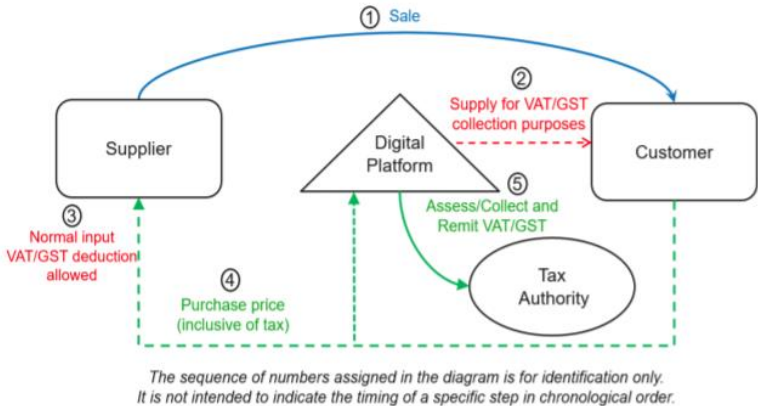 ① Sale
②
Supply for VAT/GST
collection purposes
Supplier
Digital
Platform
Customer
③
Normal input
VAT/GST deduction
allowed
⑤
Assess/Collect and
Remit VAT/GST
④
Purchase price
(inclusive of tax)
Tax
Authority
The sequence of numbers assigned in the diagram is for identification only.
It is not intended to indicate the timing of a specific step in chronological order.